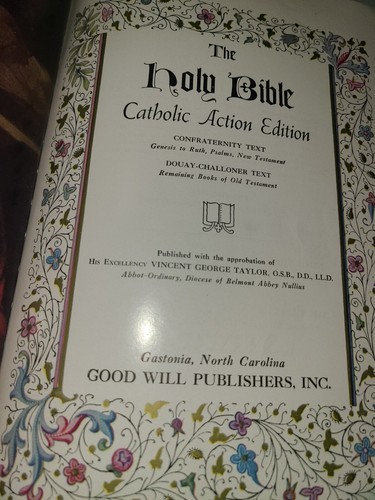 The
Holy Bible
Catholic Action Edition
CONFRATERNITY TEXT
Genesis to Ruth, Psalms, New Testament
DOUAY-CHALLONER TEXT
Remaining Books of Old Testament
Published with the approbation of
HIS EXCELLENCY VINCENT GEORGE TAYLOR, O.S.B., D.D., LL.D.
Abbot-Ordinary, Diocese of Belmont Abbey Nullius
Gastonia, North Carolina
GOOD WILL PUBLISHERS, INC.